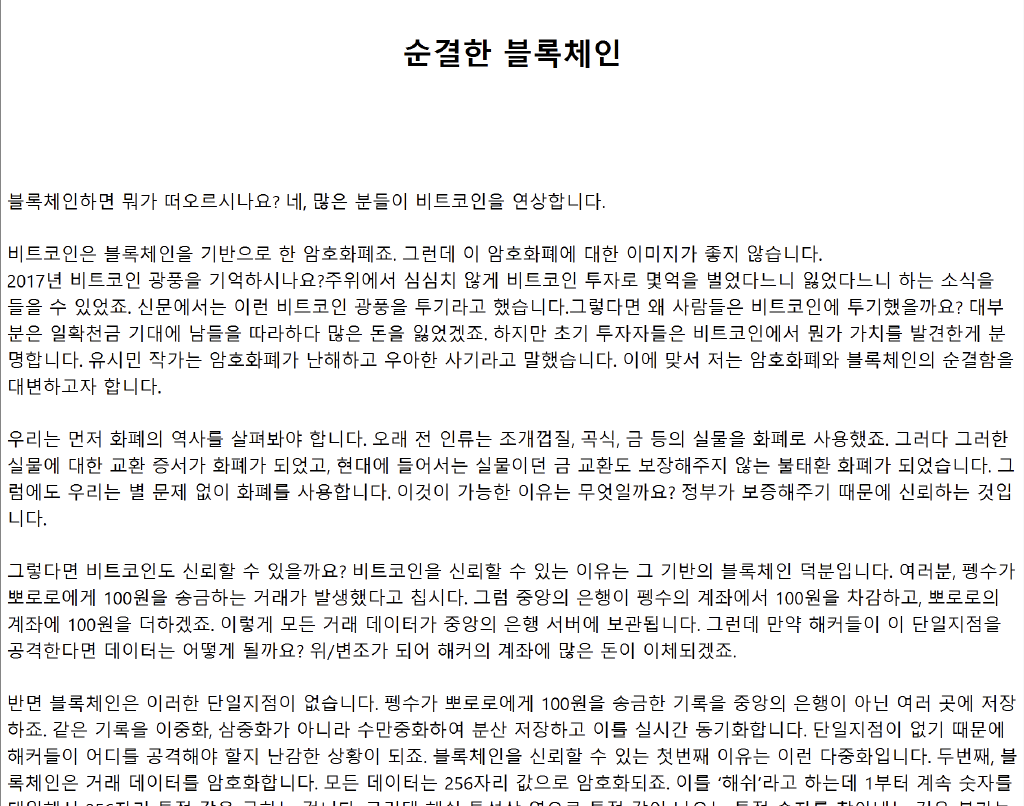 순결한 블록체인
블록체인하면 뭐가 떠오르시나요? 네, 많은 분들이 비트코인을 연상합니다.
비트코인은 블록체인을 기반으로 한 암호화폐죠. 그런데 이 암호화폐에 대한 이미지가 좋지 않습니다.
2017년 비트코인 광풍을 기억하시나요?주위에서 심심치 않게 비트코인 투자로 몇억을 벌었다느니 잃었다느니 하는 소식을
들을 수 있었죠. 신문에서는 이런 비트코인 광풍을 투기라고 했습니다.그렇다면 왜 사람들은 비트코인에 투기했을까요? 대부
분은 일확천금 기대에 남들을 따라하다 많은 돈을 잃었겠죠. 하지만 초기 투자자들은 비트코인에서 뭔가 가치를 발견한게 분
명합니다. 유시민 작가는 암호화폐가 난해하고 우아한 사기라고 말했습니다. 이에 맞서 저는 암호화폐와 블록체인의 순결함을
대변하고자 합니다.
우리는 먼저 화폐의 역사를 살펴봐야 합니다. 오래 전 인류는 조개껍질, 곡식, 금 등의 실물을 화폐로 사용했죠. 그러다 그러한
실물에 대한 교환 증서가 화폐가 되었고, 현대에 들어서는 실물이던 금 교환도 보장해주지 않는 불태환 화폐가 되었습니다. 그
럼에도 우리는 별 문제 없이 화폐를 사용합니다. 이것이 가능한 이유는 무엇일까요? 정부가 보증해주기 때문에 신뢰하는 것입
니다.
그렇다면 비트코인도 신뢰할 수 있을까요? 비트코인을 신뢰할 수 있는 이유는 그 기반의 블록체인 덕분입니다. 여러분, 펭수가
뽀로로에게 100원을 송금하는 거래가 발생했다고 칩시다. 그럼 중앙의 은행이 펭수의 계좌에서 100원을 차감하고, 뽀로로의
계좌에 100원을 더하겠죠. 이렇게 모든 거래 데이터가 중앙의 은행 서버에 보관됩니다. 그런데 만약 해커들이 이 단일지점을
공격한다면 데이터는 어떻게 될까요? 위/변조가 되어 해커의 계좌에 많은 돈이 이체되겠죠.
반면 블록체인은 이러한 단일지점이 없습니다. 펭수가 뽀로로에게 100원을 송금한 기록을 중앙의 은행이 아닌 여러 곳에 저장
하죠. 같은 기록을 이중화, 삼중화가 아니라 수만중화하여 분산 저장하고 이를 실시간 동기화합니다. 단일지점이 없기 때문에
해커들이 어디를 공격해야 할지 난감한 상황이 되죠. 블록체인을 신뢰할 수 있는 첫번째 이유는 이런 다중화입니다. 두번째, 블
록체인은 거래 데이터를 암호화합니다. 모든 데이터는 256자리 값으로 암호화되죠. 이를 ‘해쉬’라고 하는데 1부터 계속 숫자를